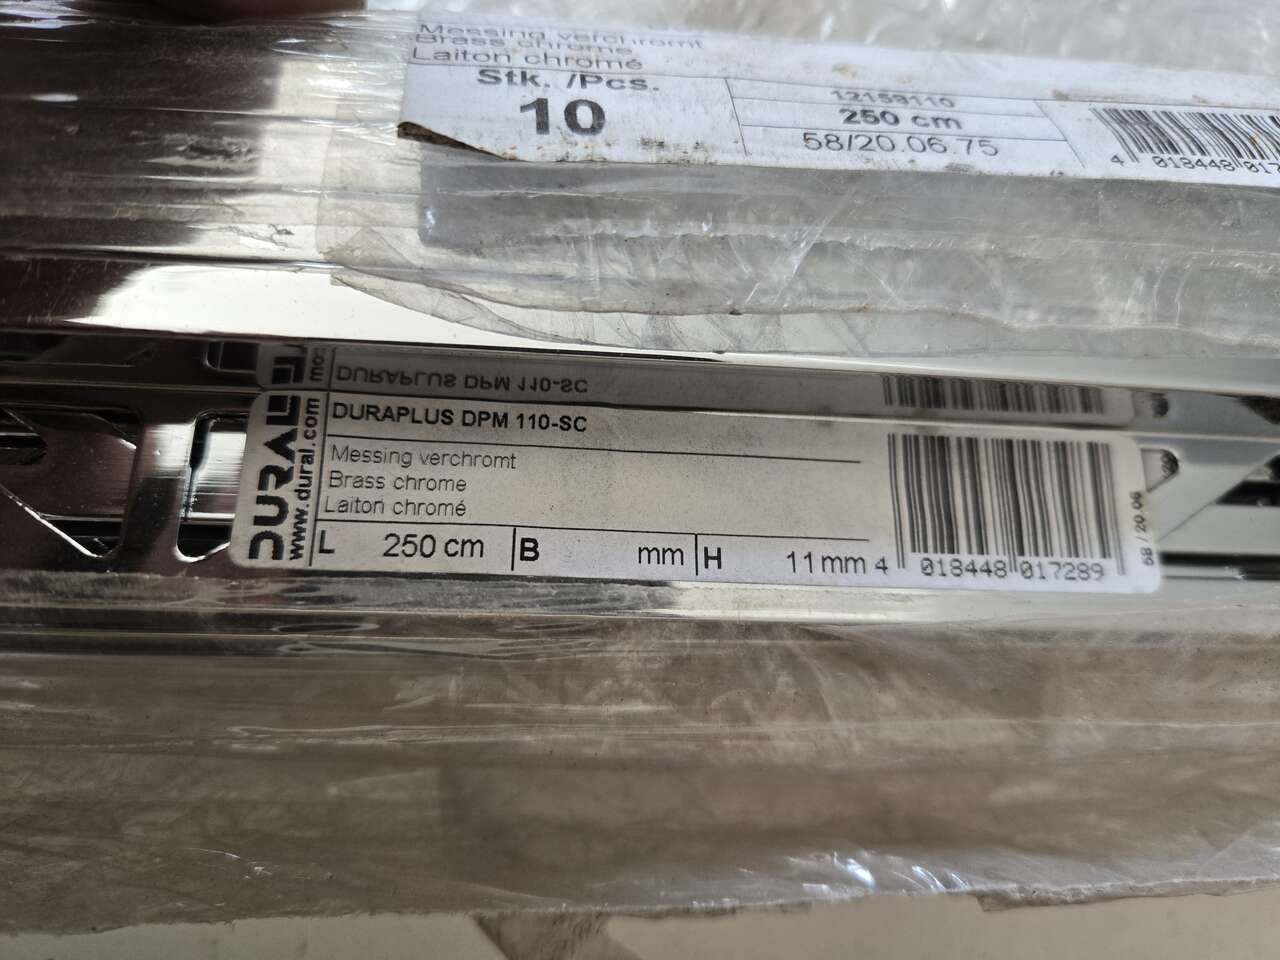 Messing verchromt
Brass chrome
Laiton chromé
Stk. /Pcs.
10
12159110
250 cm
58/20.06.75
4 018448 017
DURAPLUS DPM 110-SC
DURAL
www.dural.com
DURAPLUS DPM 110-SC
Messing verchromt
Brass chrome
Laiton chromé
L 250 cm B mm H 11 mm
4 018448 017289
58 / 20.06